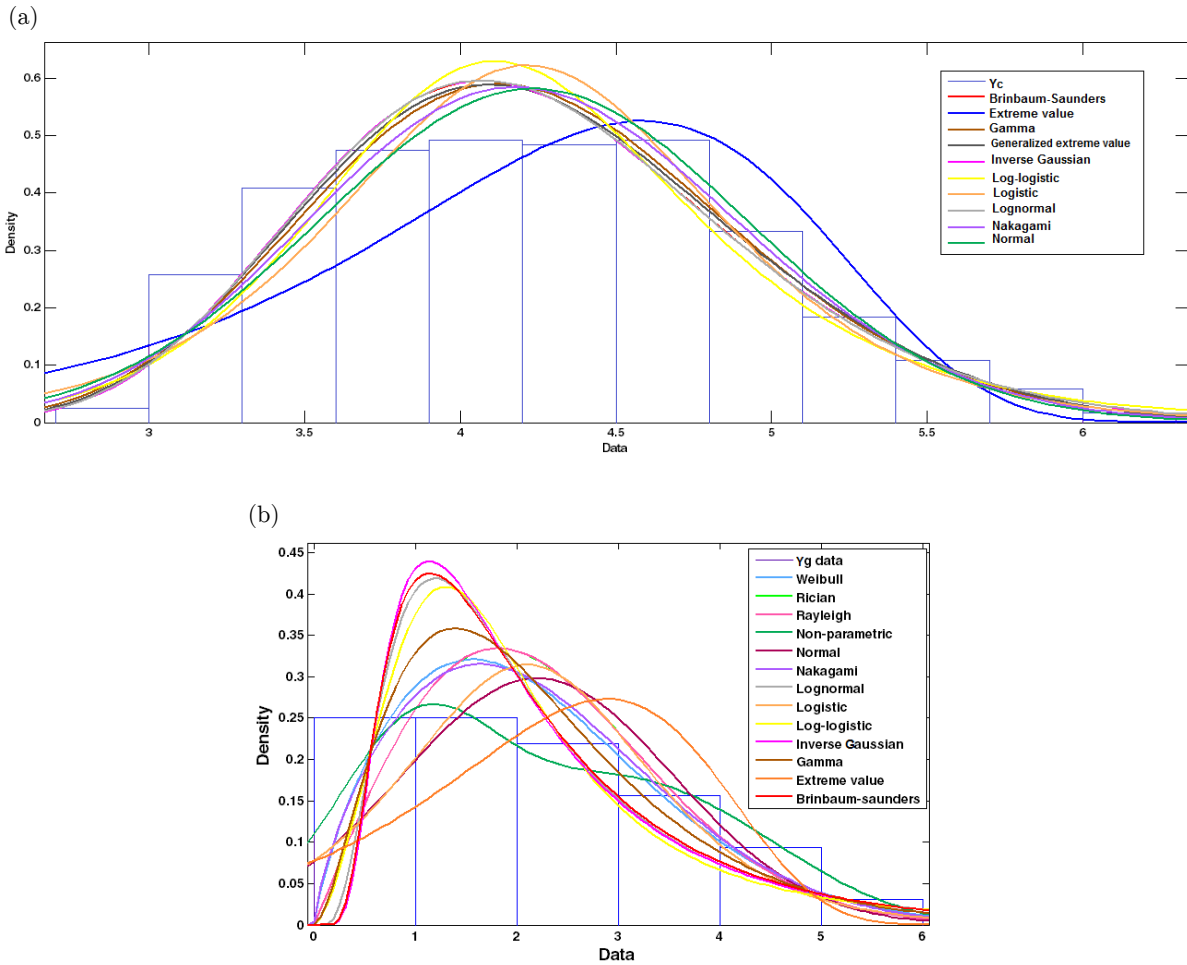 (a)
0.6
0.5
0.4
0.3
0.2
0.1
0
Density
3
3.5
4
4.5
5
5.5
6
Data
Yc
Brinbaum-Saunders
Extreme value
Gamma
Generalized extreme value
Inverse Gaussian
Log-logistic
Logistic
Lognormal
Nakagami
Normal
(b)
0.45
0.4
0.35
0.3
0.25
0.2
0.15
0.1
0.05
0
Density
0
1
2
3
4
5
6
Data
Yg data
Weibull
Rician
Rayleigh
Non-parametric
Normal
Nakagami
Lognormal
Logistic
Log-logistic
Inverse Gaussian
Gamma
Extreme value
Brinbaum-saunders